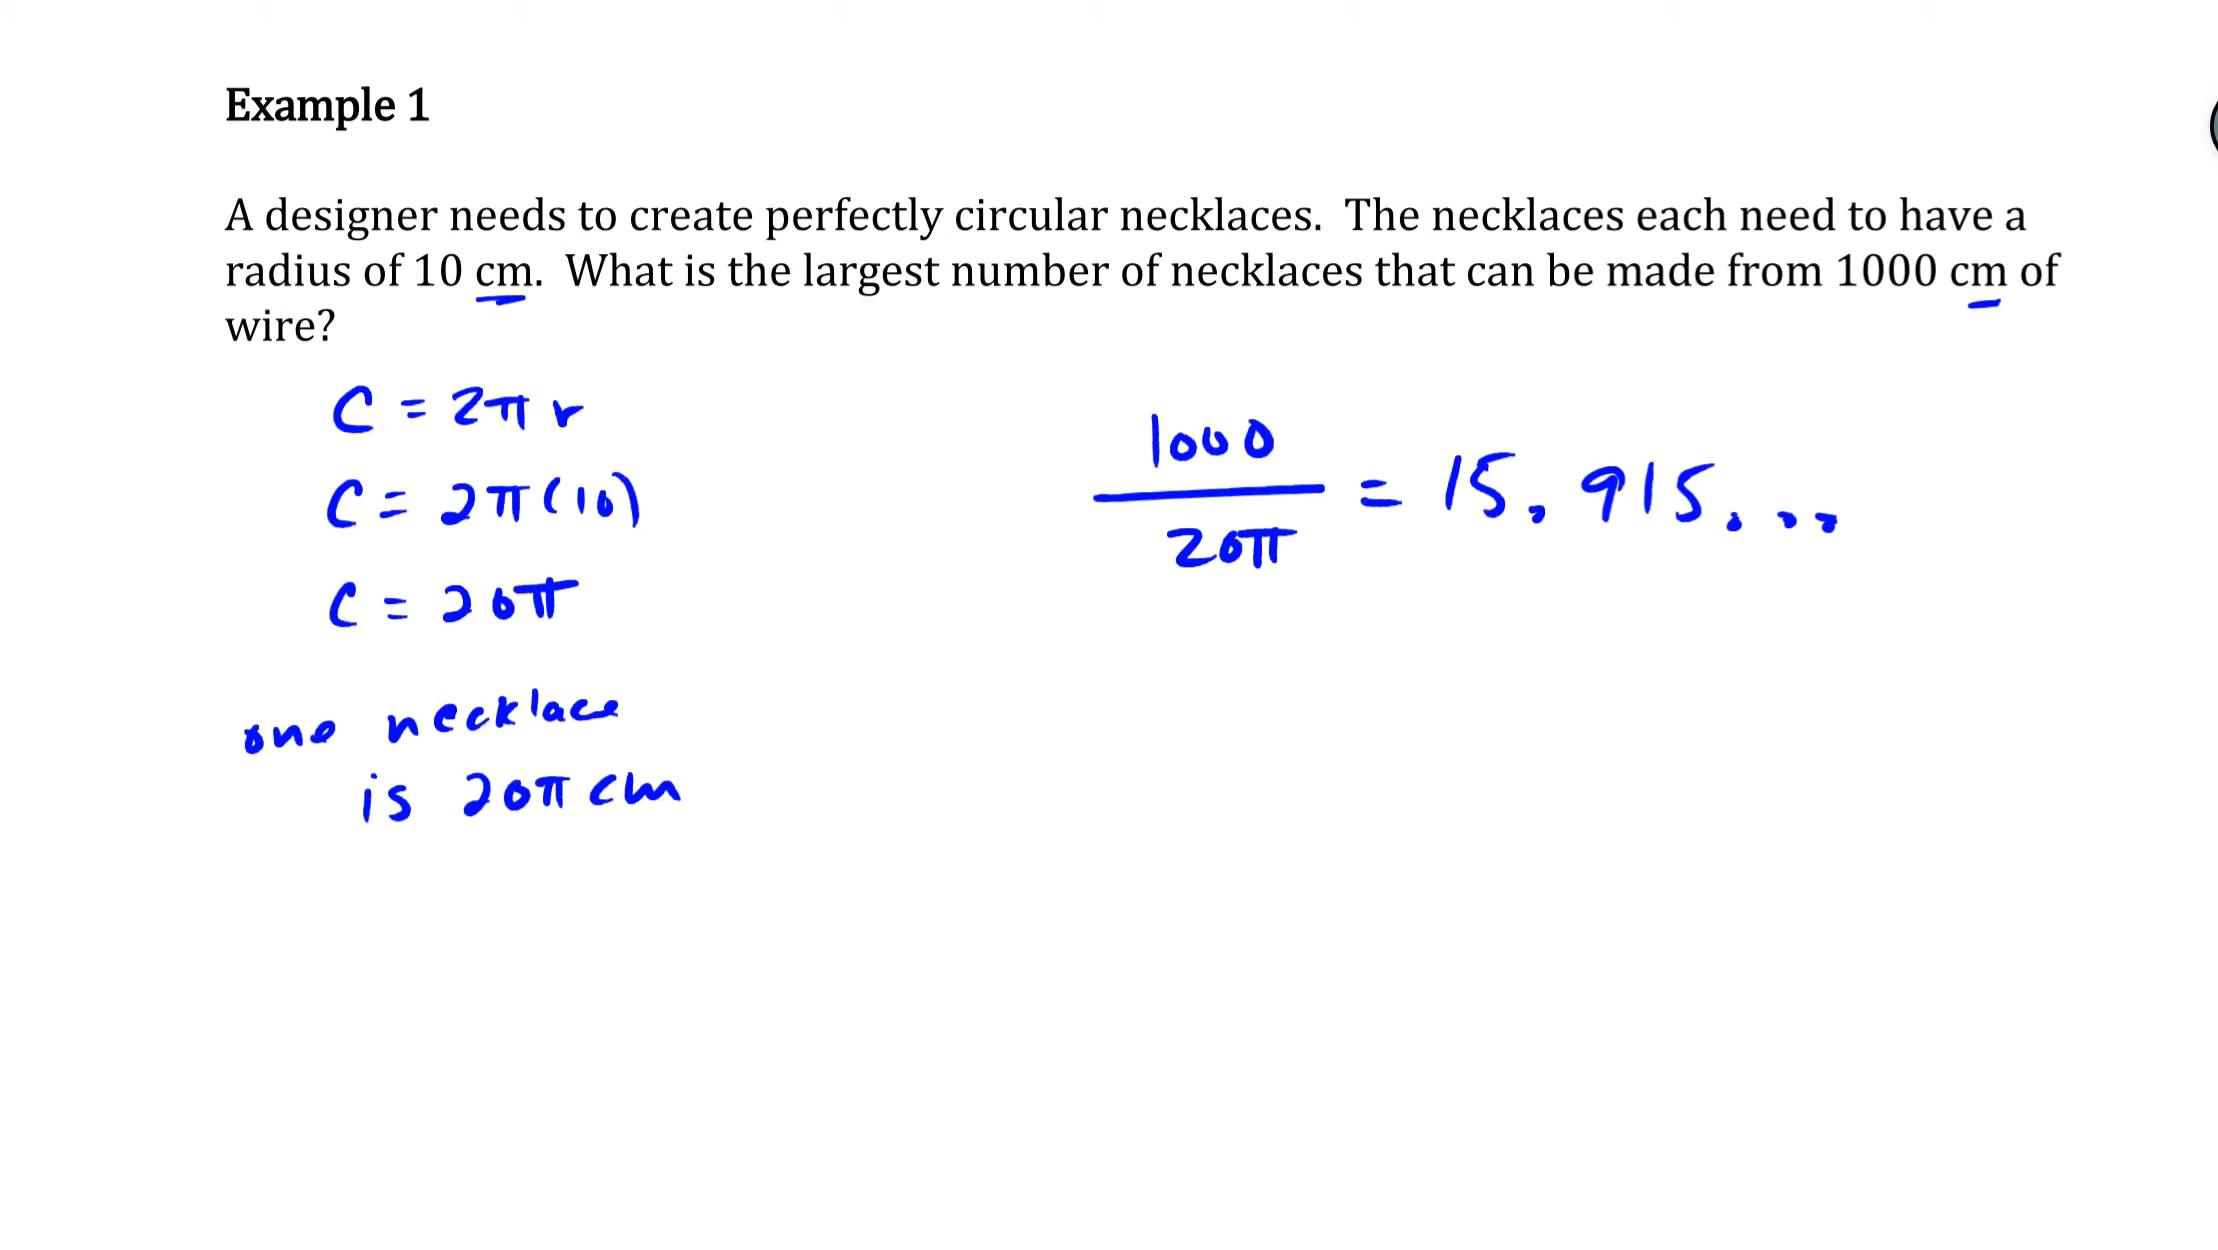 Example 1
A designer needs to create perfectly circular necklaces. The necklaces each need to have a
radius of 10 cm. What is the largest number of necklaces that can be made from 1000 cm of
wire?
C = 2π r
C = 2π(10)
C = 20π
one necklace
is 20π cm
1000
20π
= 15.915...